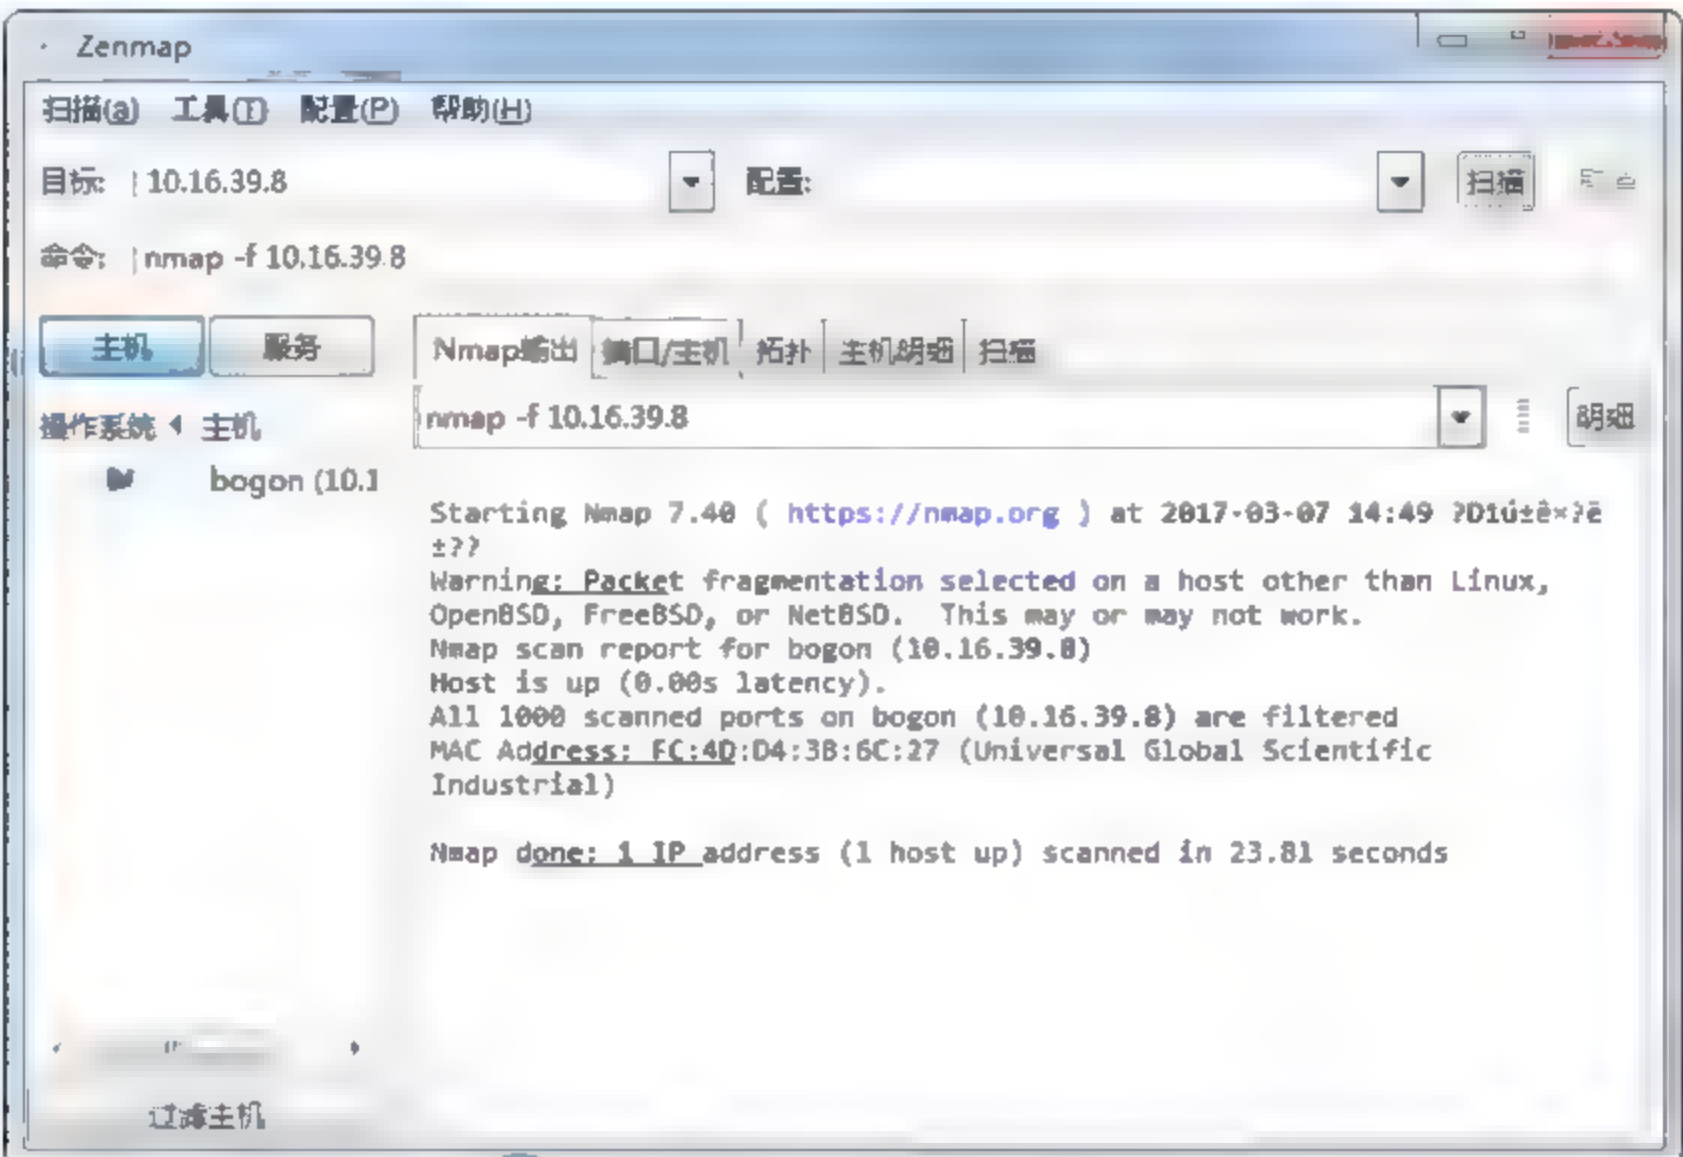 Zenmap
扫描(a) 工具(T) 配置(P) 帮助(H)
目标: 10.16.39.8 配置: 扫描
命令: nmap -f 10.16.39.8
主机 服务 Nmap输出 端口/主机 拓扑 主机明细 扫描
操作系统 主机 nmap -f 10.16.39.8 明细
bogon (10.1
Starting Nmap 7.40 ( https://nmap.org ) at 2017-03-07 14:49 ?D1ú±ê×?ê
±??
Warning: Packet fragmentation selected on a host other than Linux,
OpenBSD, FreeBSD, or NetBSD.  This may or may not work.
Nmap scan report for bogon (10.16.39.8)
Host is up (0.00s latency).
All 1000 scanned ports on bogon (10.16.39.8) are filtered
MAC Address: FC:4D:D4:3B:6C:27 (Universal Global Scientific
Industrial)
Nmap done: 1 IP address (1 host up) scanned in 23.81 seconds
过滤主机